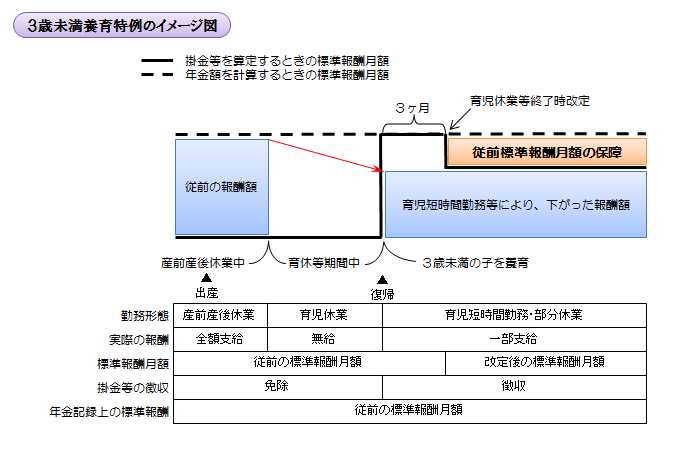 3歳未満養育特例のイメージ図
掛金等を算定するときの標準報酬月額
年金額を計算するときの標準報酬月額
育児休業等終了時改定
3ヶ月
従前標準報酬月額の保障
従前の報酬額
育児短時間勤務等により、下がった報酬額
産前産後休業中 育休等期間中 3歳未満の子を養育
▲ ▲
出産 復帰
勤務形態 産前産後休業 育児休業 育児短時間勤務・部分休業
実際の報酬 全額支給 無給 一部支給
標準報酬月額 従前の標準報酬月額 改定後の標準報酬月額
掛金等の徴収 免除 徴収
年金記録上の標準報酬 従前の標準報酬月額